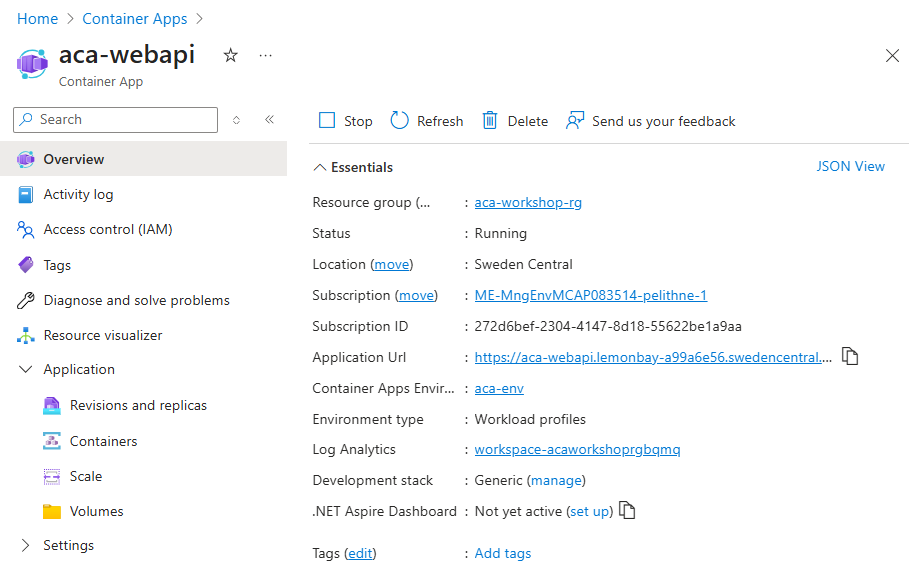 Home > Container Apps >
aca-webapi
Container App
Search
Overview
Activity log
Access control (IAM)
Tags
Diagnose and solve problems
Resource visualizer
Application
Revisions and replicas
Containers
Scale
Volumes
Settings
Stop Refresh Delete Send us your feedback
Essentials JSON View
Resource group (... : aca-workshop-rg
Status : Running
Location (move) : Sweden Central
Subscription (move) : ME-MngEnvMCAP083514-pelithne-1
Subscription ID : 272d6bef-2304-4147-8d18-55622be1a9aa
Application Url : https://aca-webapi.lemonbay-a99a6e56.swedencentral....
Container Apps Envir... : aca-env
Environment type : Workload profiles
Log Analytics : workspace-acaworkshoprgbqmq
Development stack : Generic (manage)
.NET Aspire Dashboard : Not yet active (set up)
Tags (edit) : Add tags